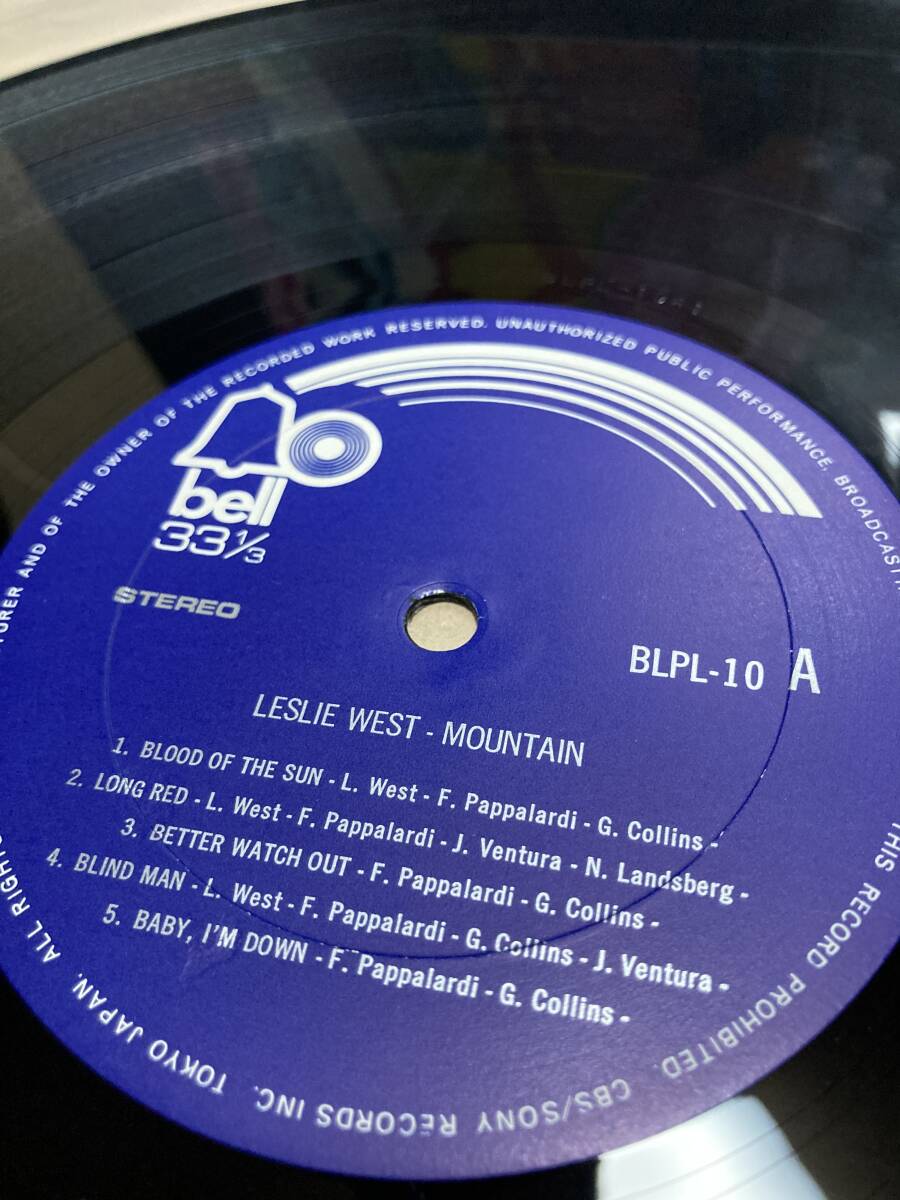 TURER AND OF THE OWNER OF THE RECORDED WORK RESERVED. UNAUTHORIZED PUBLIC PERFORMANCE, BROADCASTI
bell
33 1/3
STEREO
BLPL-10 A
LESLIE WEST - MOUNTAIN
1. BLOOD OF THE SUN - L. West - F. Pappalardi - G. Collins -
2. LONG RED - L. West - F. Pappalardi - J. Ventura - N. Landsberg -
3. BETTER WATCH OUT - F. Pappalardi - G. Collins -
4. BLIND MAN - L. West - F. Pappalardi - G. Collins - J. Ventura -
5. BABY, I'M DOWN - F. Pappalardi - G. Collins -
THIS RECORD PROHIBITED. CBS/SONY RECORDS INC. TOKYO JAPAN. ALL RIGHTS